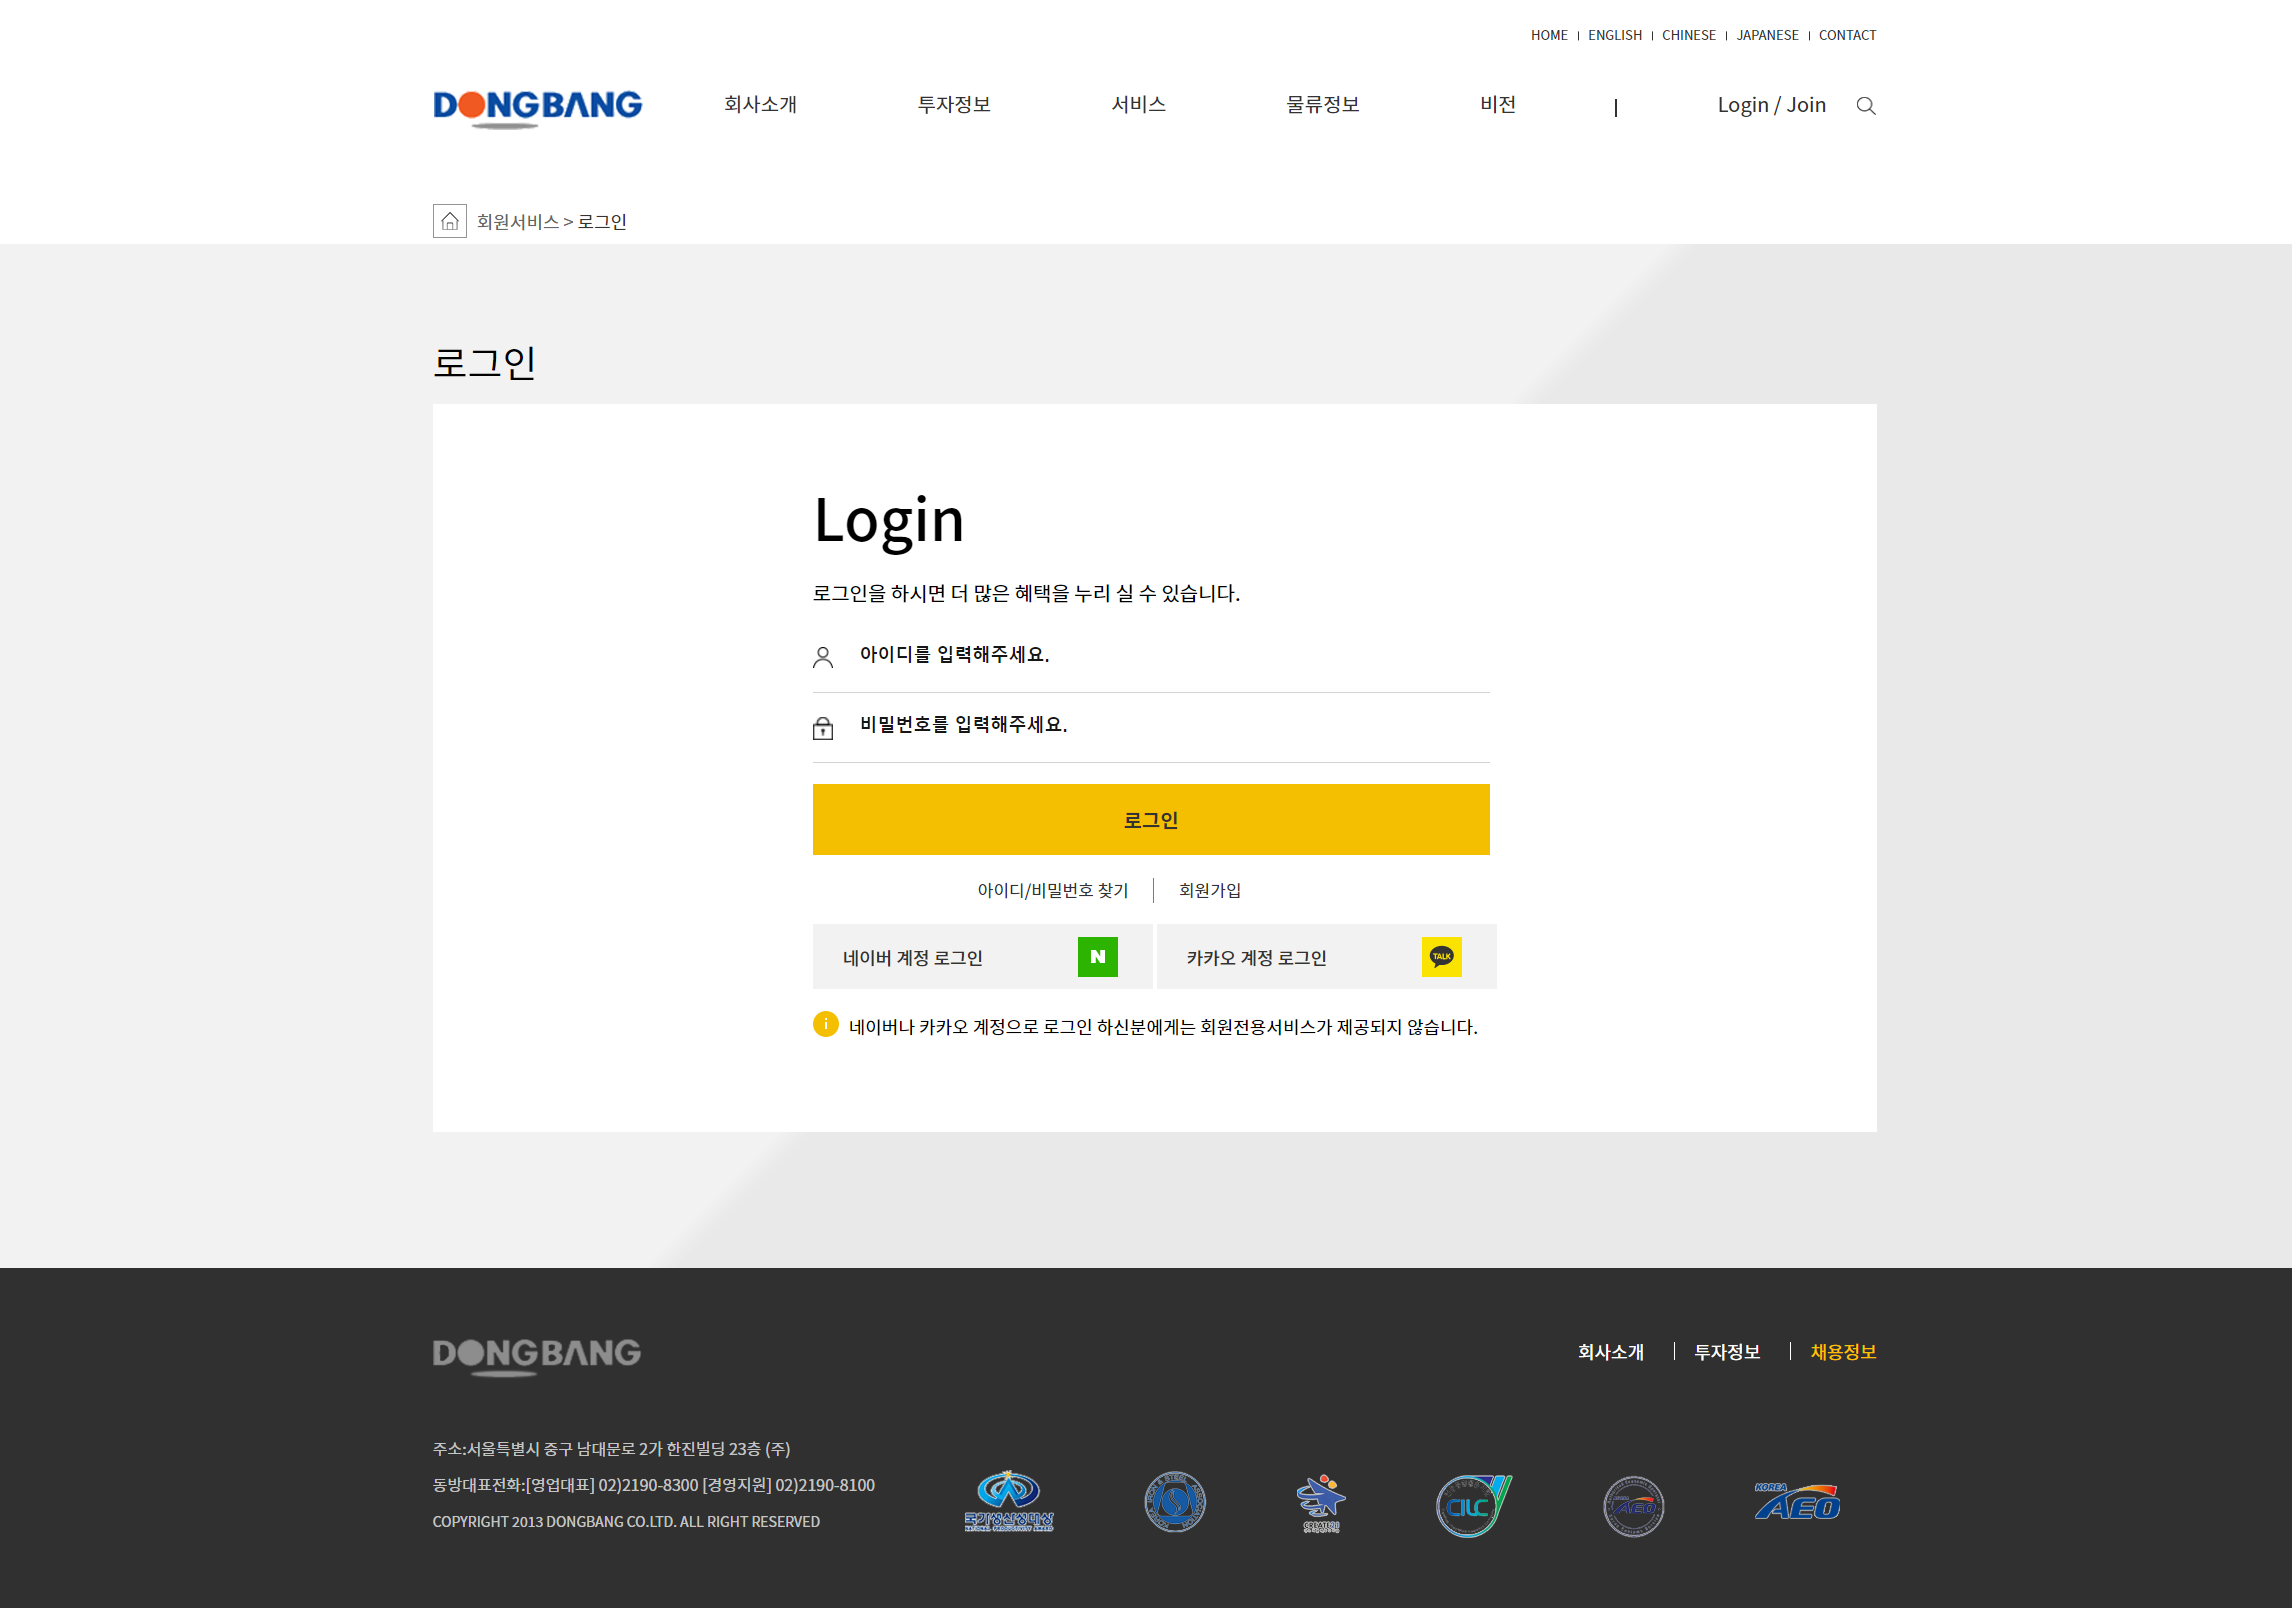 HOME ENGLISH CHINESE JAPANESE CONTACT
DONGBANG 회사소개 투자정보 서비스 물류정보 비전 Login / Join
회원서비스 > 로그인
로그인
Login
로그인을 하시면 더 많은 혜택을 누리 실 수 있습니다.
아이디를 입력해주세요.
비밀번호를 입력해주세요.
로그인
아이디/비밀번호 찾기 회원가입
네이버 계정 로그인 N 카카오 계정 로그인 TALK
네이버나 카카오 계정으로 로그인 하신분에게는 회원전용서비스가 제공되지 않습니다.
DONGBANG 회사소개 투자정보 채용정보
주소:서울특별시 중구 남대문로 2가 한진빌딩 23층 (주)
동방대표전화:[영업대표] 02)2190-8300 [경영지원] 02)2190-8100
COPYRIGHT 2013 DONGBANG CO.LTD. ALL RIGHT RESERVED
국가생산성대상
NATIONAL PRODUCTIVITY AWARD
KOREA IRON & STEEL ASSOCIATION
CILC
AEO
KOREA
AEO